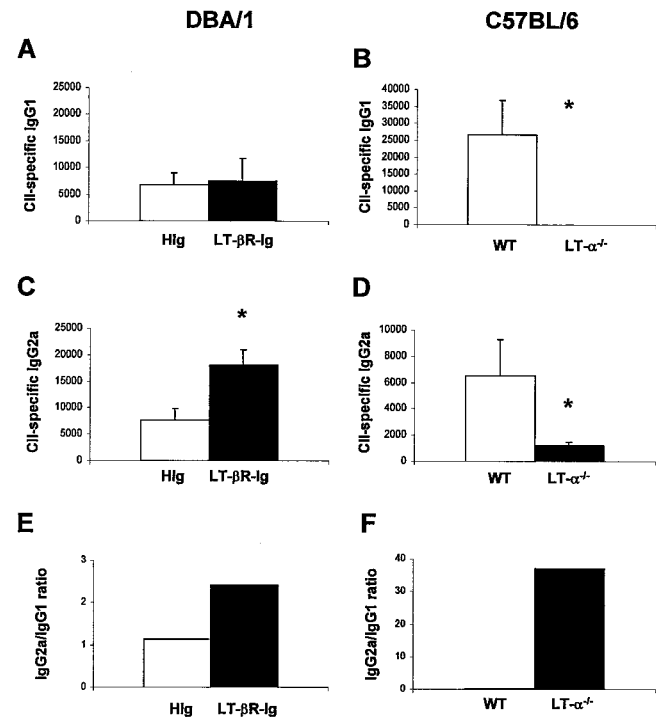 DBA/1
C57BL/6
A
CII-specific IgG1
25000
20000
15000
10000
5000
0
HIg LT-βR-Ig
B
CII-specific IgG1
40000
35000
30000
25000
20000
15000
10000
5000
0
*
WT LT-α-/-
C
CII-specific IgG2a
25000
20000
15000
10000
5000
0
*
HIg LT-βR-Ig
D
CII-specific IgG2a
10000
8000
6000
4000
2000
0
*
WT LT-α-/-
E
IgG2a/IgG1 ratio
3
2
1
0
HIg LT-βR-Ig
F
IgG2a/IgG1 ratio
40
30
20
10
0
WT LT-α-/-